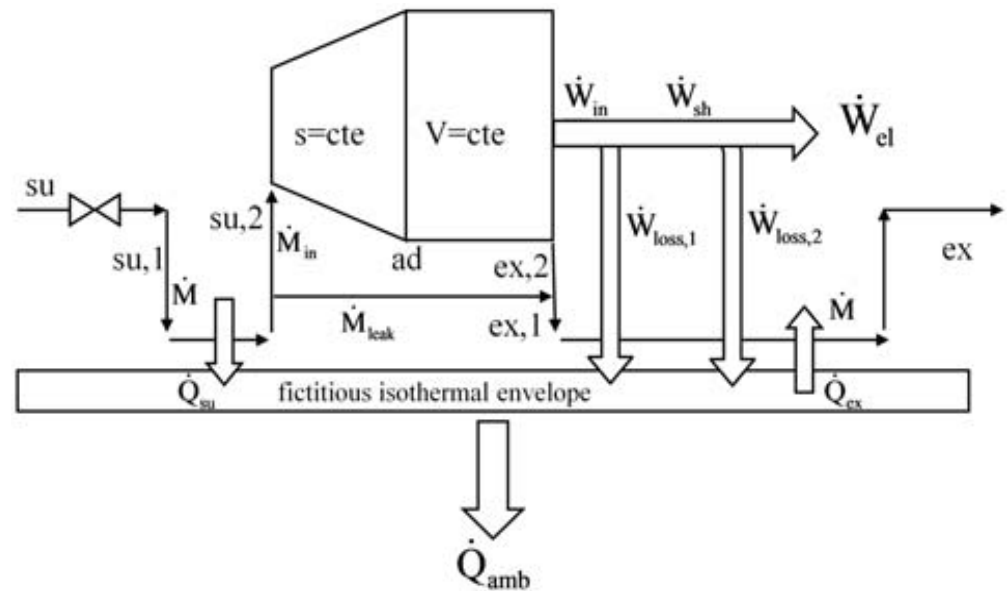 Ẇin
Ẇsh
Ẇel
s=cte
V=cte
su
su,2
Ẇloss,1
Ẇloss,2
su,1
Ṁin
ad
ex,2
ex
Ṁ
Ṁleak
ex,1
Ṁ
Q̇su
fictitious isothermal envelope
Q̇ex
Q̇amb